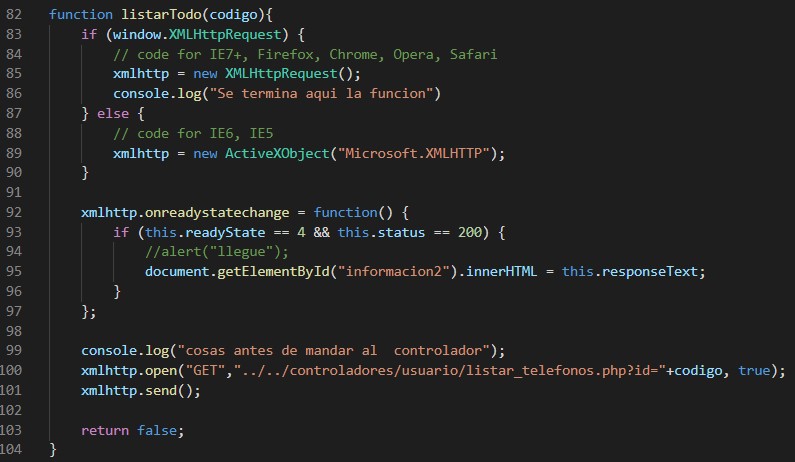 82 function listarTodo(codigo){
83     if (window.XMLHttpRequest) {
84         // code for IE7+, Firefox, Chrome, Opera, Safari
85         xmlhttp = new XMLHttpRequest();
86         console.log("Se termina aqui la funcion")
87     } else {
88         // code for IE6, IE5
89         xmlhttp = new ActiveXObject("Microsoft.XMLHTTP");
90     }
91
92     xmlhttp.onreadystatechange = function() {
93         if (this.readyState == 4 && this.status == 200) {
94             //alert("llegue");
95             document.getElementById("informacion2").innerHTML = this.responseText;
96         }
97     };
98
99     console.log("cosas antes de mandar al  controlador");
100     xmlhttp.open("GET","../../controladores/usuario/listar_telefonos.php?id="+codigo, true);
101     xmlhttp.send();
102
103     return false;
104 }